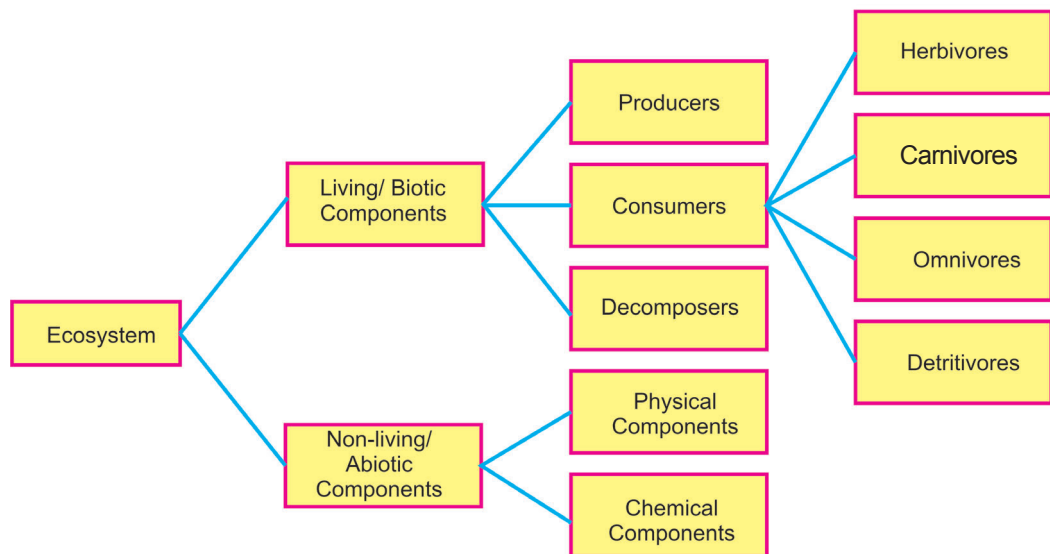 Ecosystem
Living/ Biotic
Components
Non-living/
Abiotic
Components
Producers
Consumers
Decomposers
Physical
Components
Chemical
Components
Herbivores
Carnivores
Omnivores
Detritivores